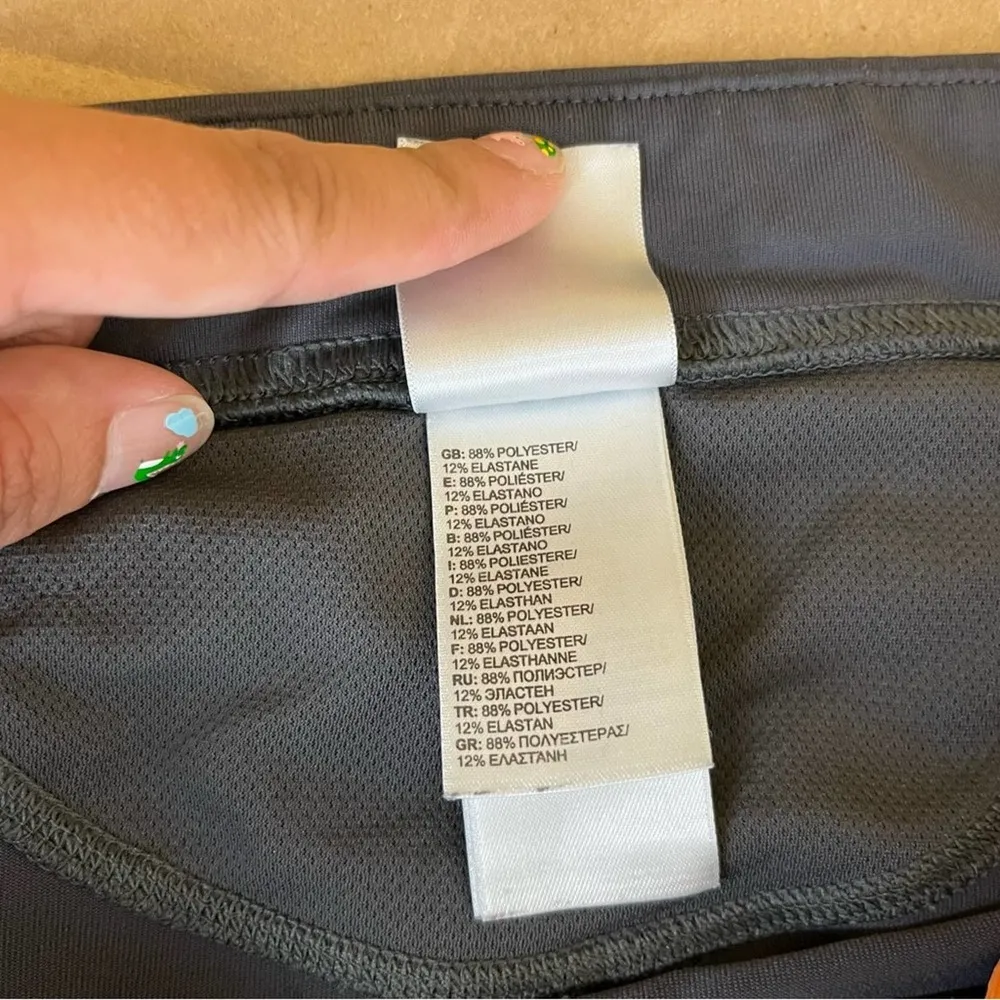 GB: 88% POLYESTER/
12% ELASTANE
E: 88% POLIÉSTER/
12% ELASTANO
P: 88% POLIÉSTER/
12% ELASTANO
B: 88% POLIÉSTER/
12% ELASTANO
I: 88% POLIESTERE/
12% ELASTANE
D: 88% POLYESTER/
12% ELASTHAN
NL: 88% POLYESTER/
12% ELASTAAN
F: 88% POLYESTER/
12% ELASTHANNE
RU: 88% ПОЛИЭСТЕР/
12% ЭЛАСТЕН
TR: 88% POLYESTER/
12% ELASTAN
GR: 88% ΠΟΛΥΕΣΤΕΡΑΣ/
12% ΕΛΑΣΤΆΝΗ